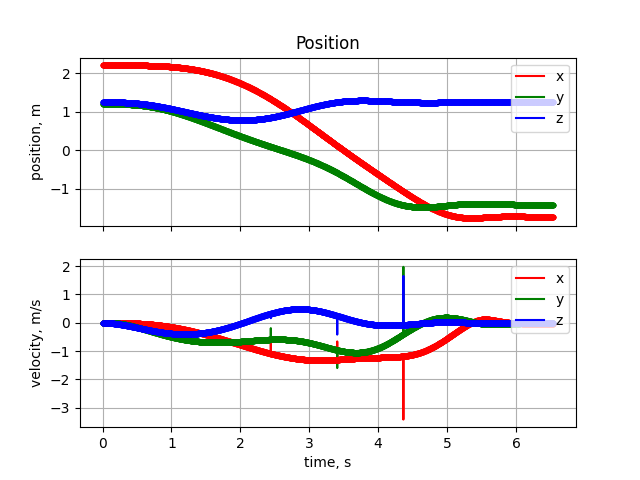 Position
position, m
2
1
0
−1
x
y
z
velocity, m/s
2
1
0
−1
−2
−3
x
y
z
0 1 2 3 4 5 6
time, s